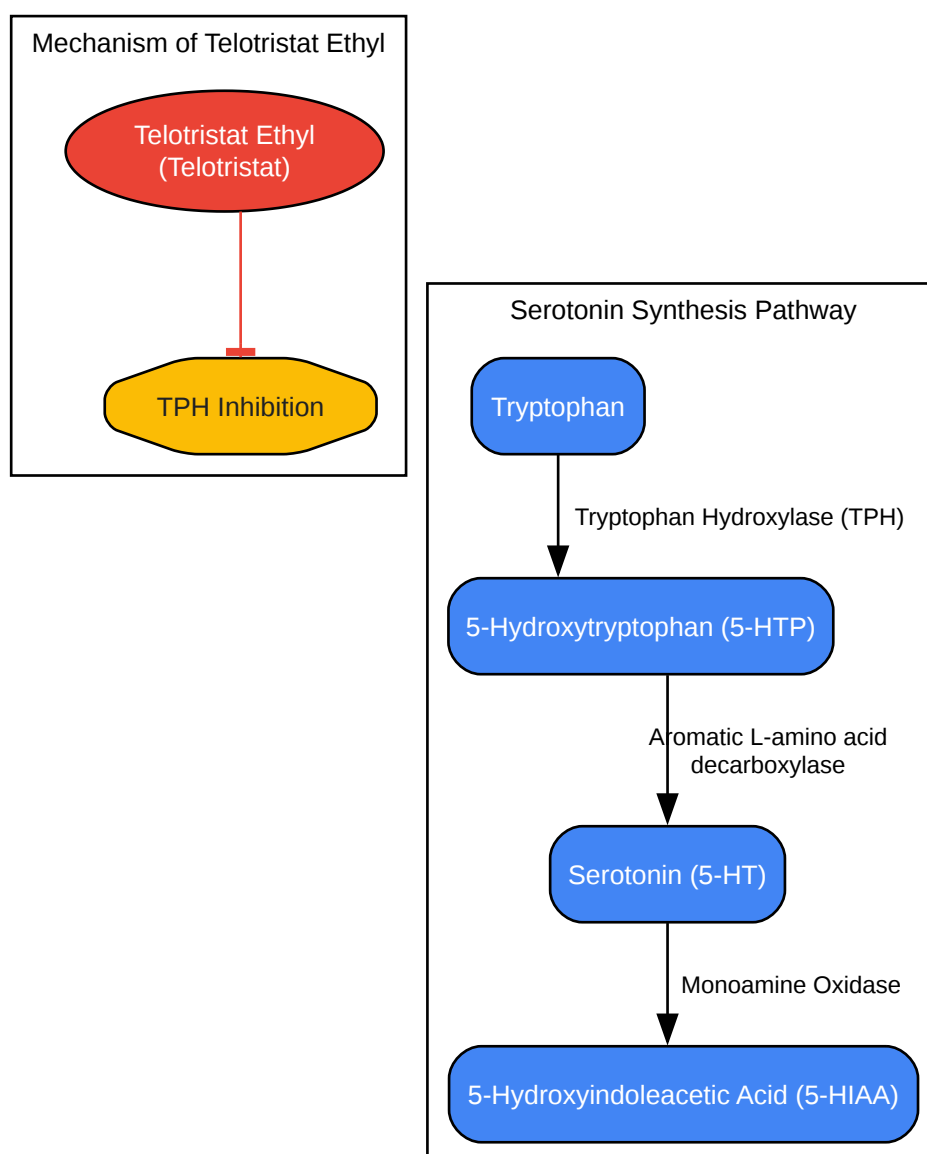 Mechanism of Telotristat Ethyl
Telotristat Ethyl
(Telotristat)
TPH Inhibition
Serotonin Synthesis Pathway
Tryptophan
Tryptophan Hydroxylase (TPH)
5-Hydroxytryptophan (5-HTP)
Aromatic L-amino acid
decarboxylase
Serotonin (5-HT)
Monoamine Oxidase
5-Hydroxyindoleacetic Acid (5-HIAA)